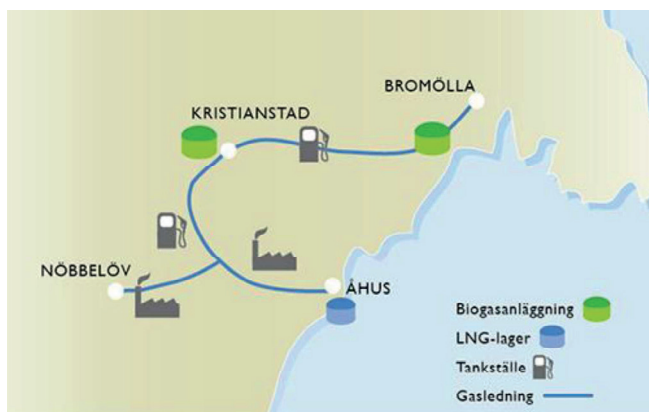 BROMÖLLA
KRISTIANSTAD
NÖBBELÖV
ÅHUS
Biogasanläggning
LNG-lager
Tankställe
Gasledning